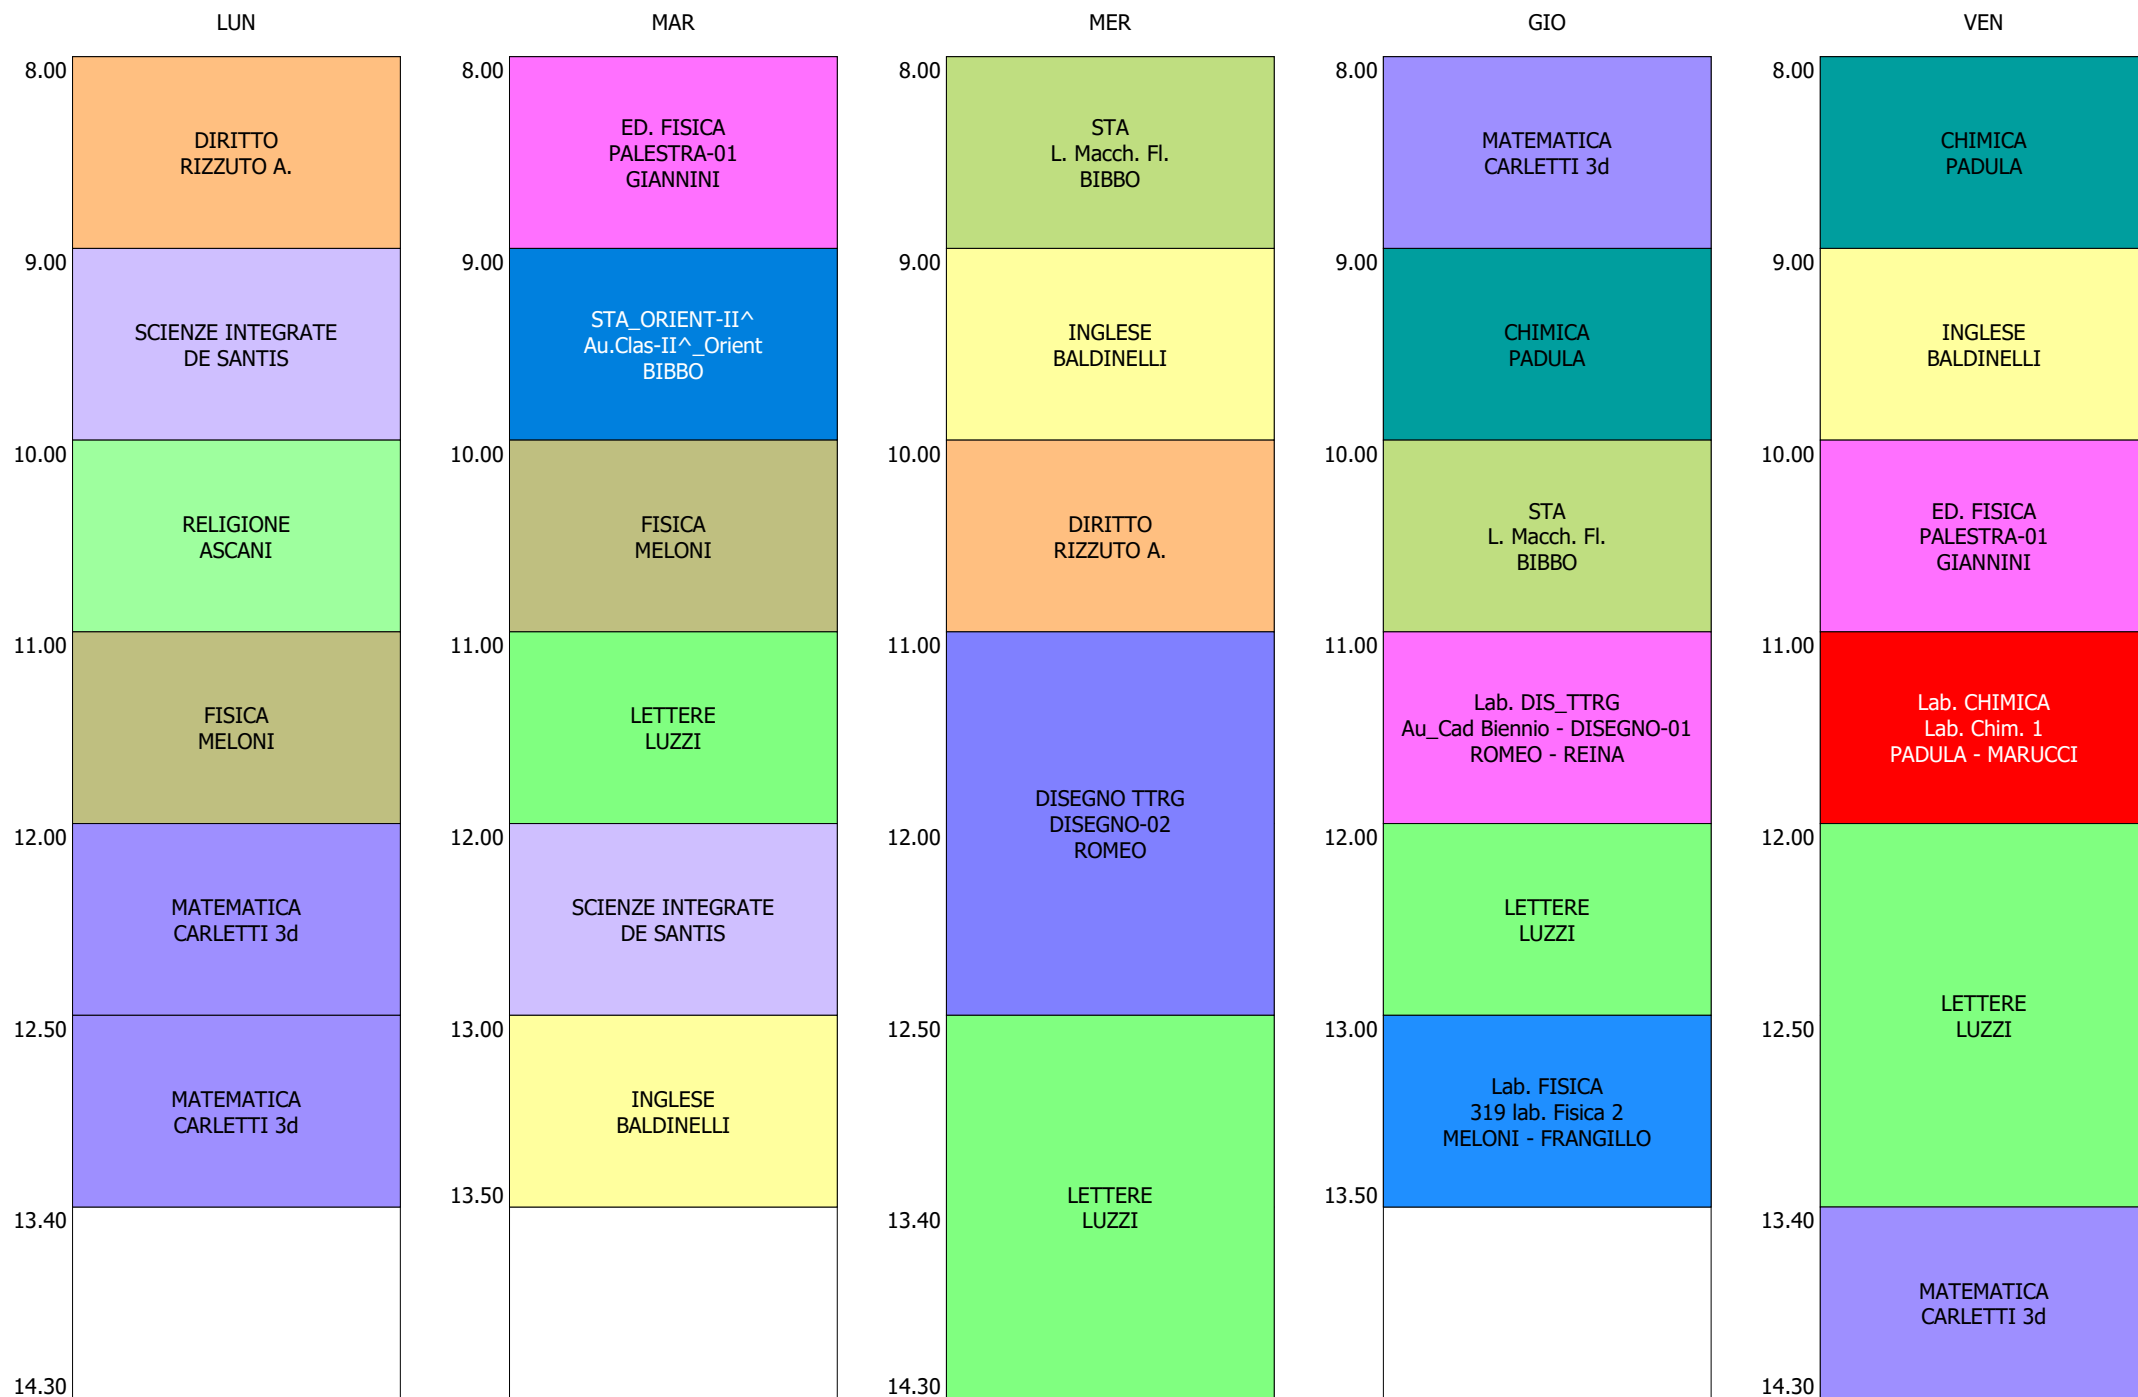 LUN
8.00
DIRITTO
RIZZUTO A.
9.00
SCIENZE INTEGRATE
DE SANTIS
10.00
RELIGIONE
ASCANI
11.00
FISICA
MELONI
12.00
MATEMATICA
CARLETTI 3d
12.50
MATEMATICA
CARLETTI 3d
13.40
14.30
MAR
8.00
ED. FISICA
PALESTRA-01
GIANNINI
9.00
STA_ORIENT-II^
Au.Clas-II^_Orient
BIBBO
10.00
FISICA
MELONI
11.00
LETTERE
LUZZI
12.00
SCIENZE INTEGRATE
DE SANTIS
13.00
INGLESE
BALDINELLI
13.50
MER
8.00
STA
L. Macch. Fl.
BIBBO
9.00
INGLESE
BALDINELLI
10.00
DIRITTO
RIZZUTO A.
11.00
DISEGNO TTRG
DISEGNO-02
ROMEO
12.00
12.50
LETTERE
LUZZI
13.40
14.30
GIO
8.00
MATEMATICA
CARLETTI 3d
9.00
CHIMICA
PADULA
10.00
STA
L. Macch. Fl.
BIBBO
11.00
Lab. DIS_TTRG
Au_Cad Biennio - DISEGNO-01
ROMEO - REINA
12.00
LETTERE
LUZZI
13.00
Lab. FISICA
319 lab. Fisica 2
MELONI - FRANGILLO
13.50
VEN
8.00
CHIMICA
PADULA
9.00
INGLESE
BALDINELLI
10.00
ED. FISICA
PALESTRA-01
GIANNINI
11.00
Lab. CHIMICA
Lab. Chim. 1
PADULA - MARUCCI
12.00
LETTERE
LUZZI
12.50
13.40
MATEMATICA
CARLETTI 3d
14.30